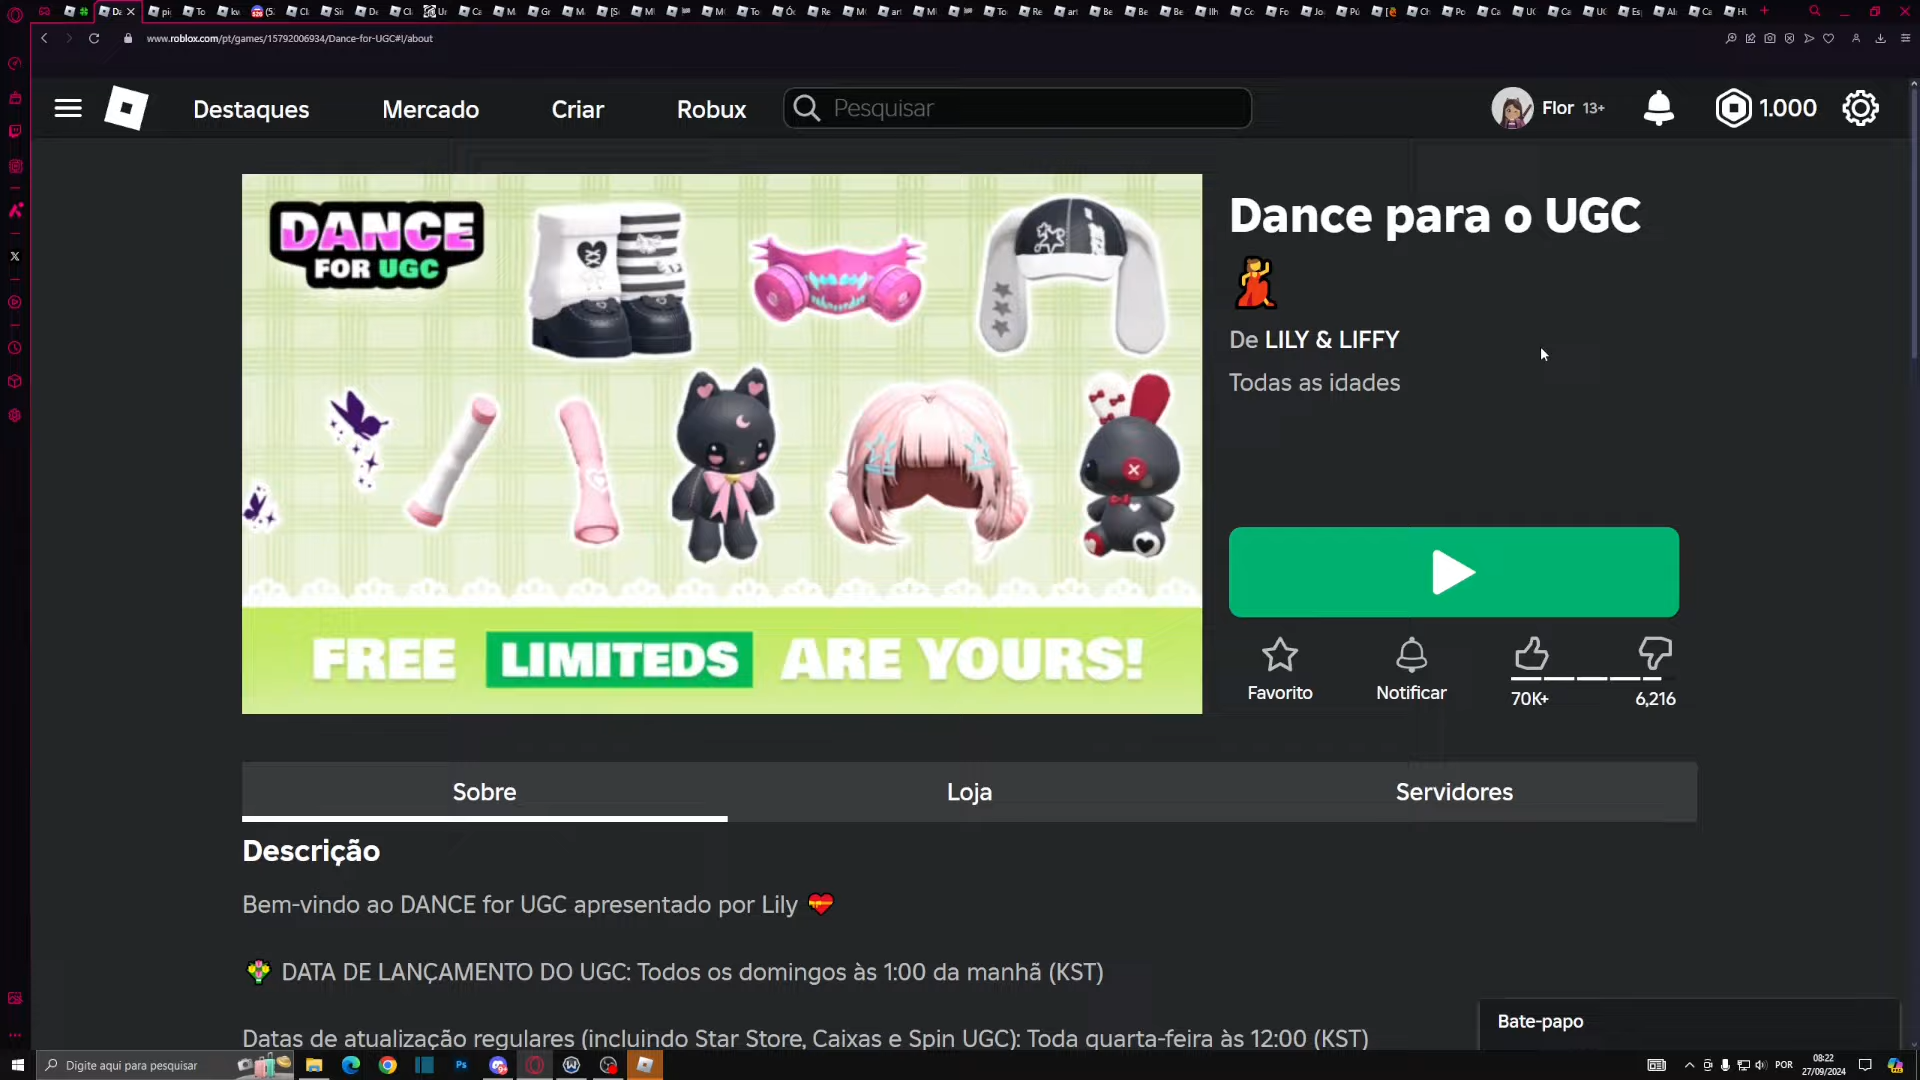 www.roblox.com/pt/games/15792006934/Dance-for-UGC#!/about
Destaques
Mercado
Criar
Robux
Pesquisar
Flor 13+
1.000
DANCE
FOR UGC
FREE LIMITEDS ARE YOURS!
Dance para o UGC
De LILY & LIFFY
Todas as idades
Favorito
Notificar
70K+
6,216
Sobre
Loja
Servidores
Descrição
Bem-vindo ao DANCE for UGC apresentado por Lily
DATA DE LANÇAMENTO DO UGC: Todos os domingos às 1:00 da manhã (KST)
Datas de atualização regulares (incluindo Star Store, Caixas e Spin UGC): Toda quarta-feira às 12:00 (KST)
Bate-papo
Digite aqui para pesquisar
Ps
POR
08:22
27/09/2024